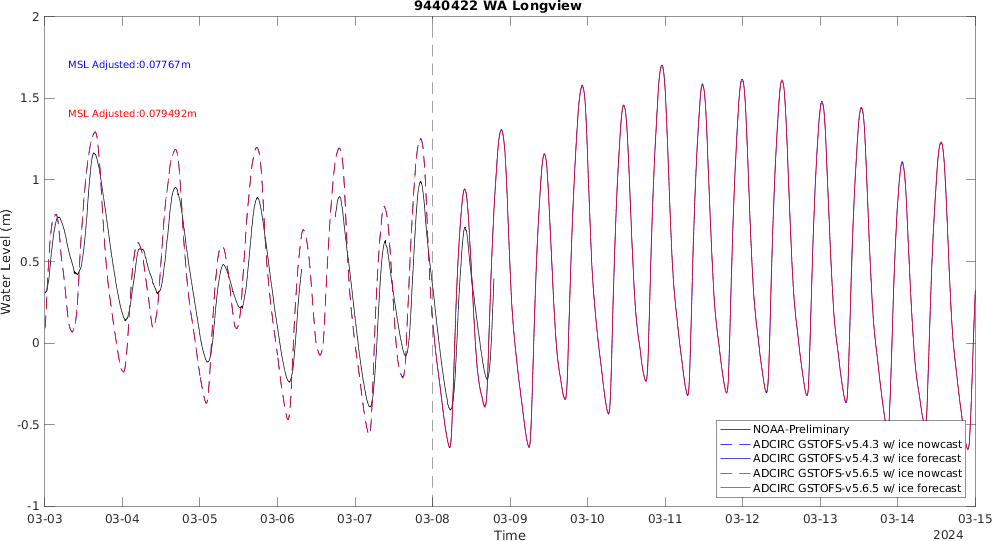 9440422 WA Longview
2
1.5
1
0.5
0
-0.5
-1
Water Level (m)
MSL Adjusted:0.07767m
MSL Adjusted:0.079492m
NOAA-Preliminary
ADCIRC GSTOFS-v5.4.3 w/ ice nowcast
ADCIRC GSTOFS-v5.4.3 w/ ice forecast
ADCIRC GSTOFS-v5.6.5 w/ ice nowcast
ADCIRC GSTOFS-v5.6.5 w/ ice forecast
03-03 03-04 03-05 03-06 03-07 03-08 03-09 03-10 03-11 03-12 03-13 03-14 03-15
Time
2024